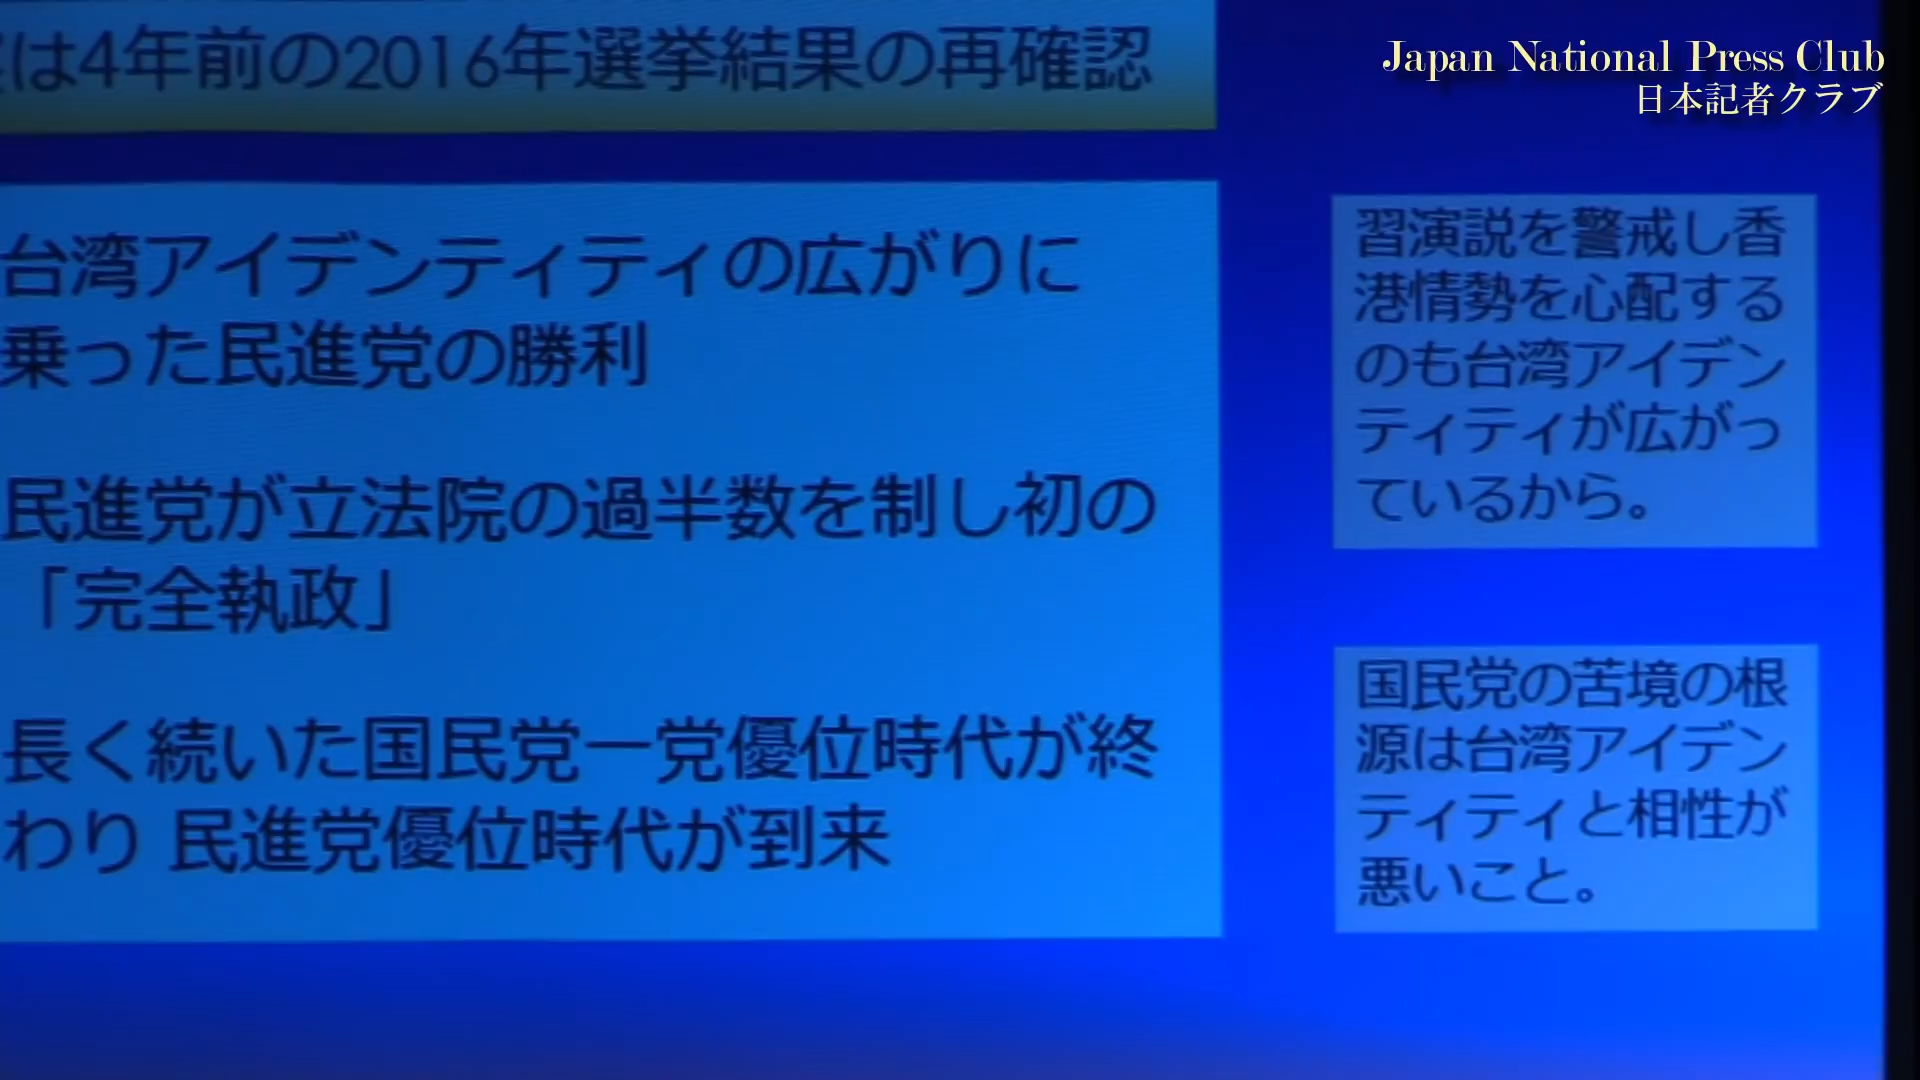 は4年前の2016年選挙結果の再確認
Japan National Press Club
日本記者クラブ
台湾アイデンティティの広がりに
乗った民進党の勝利
民進党が立法院の過半数を制し初の
「完全執政」
長く続いた国民党一党優位時代が終
わり 民進党優位時代が到来
習演説を警戒し香
港情勢を心配する
のも台湾アイデン
ティティが広がっ
ているから。
国民党の苦境の根
源は台湾アイデン
ティティと相性が
悪いこと。